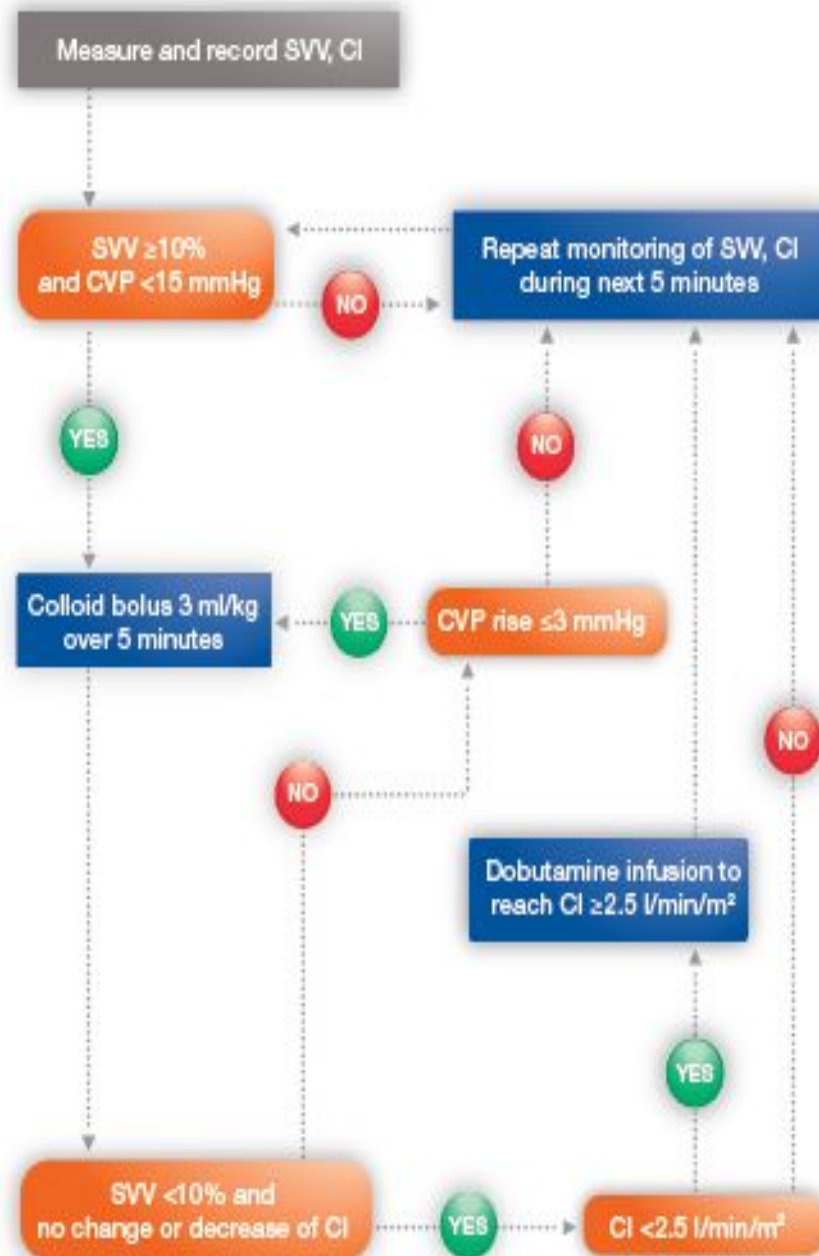 Measure and record SVV, CI
SVV ≥10%
and CVP <15 mmHg
Repeat monitoring of SVV, CI
during next 5 minutes
NO
YES
NO
Colloid bolus 3 ml/kg
over 5 minutes
YES
CVP rise ≤3 mmHg
NO
NO
Dobutamine infusion to
reach CI ≥2.5 l/min/m²
YES
SVV <10% and
no change or decrease of CI
YES
CI <2.5 l/min/m²